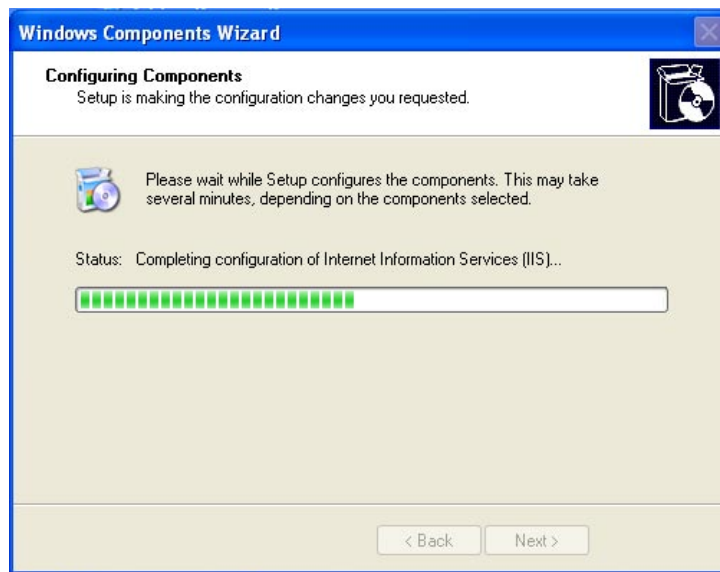 Windows Components Wizard
Configuring Components
Setup is making the configuration changes you requested.
Please wait while Setup configures the components. This may take
several minutes, depending on the components selected.
Status: Completing configuration of Internet Information Services (IIS)...
< Back Next >